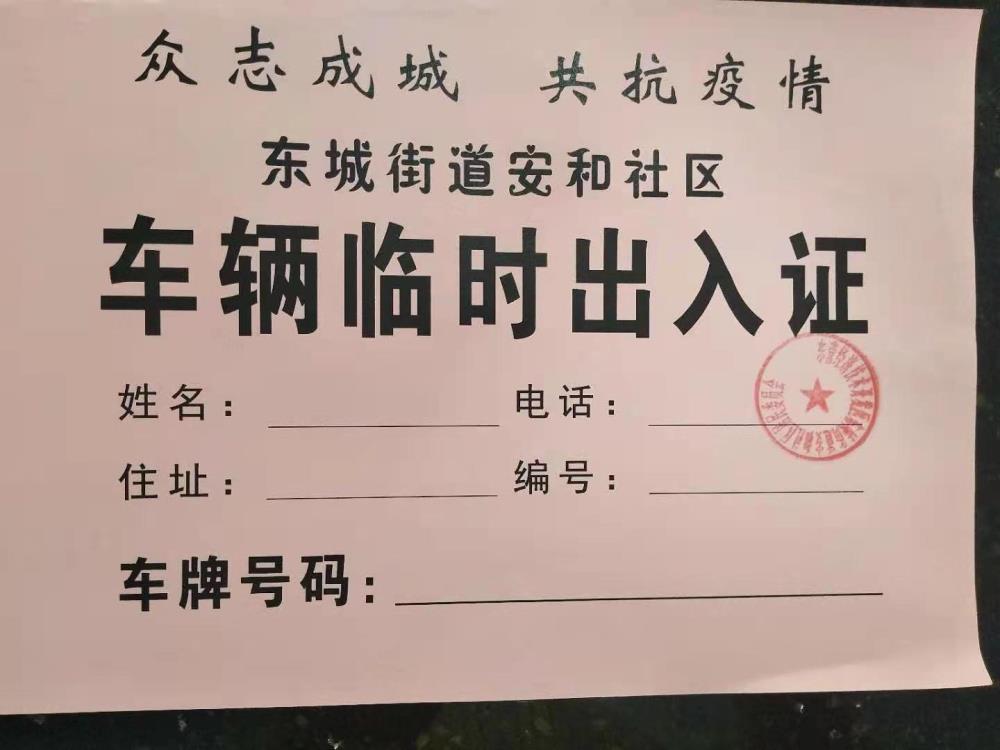 众志成城 共抗疫情
东城街道安和社区
车辆临时出入证
姓名： 电话：
住址： 编号：
车牌号码：